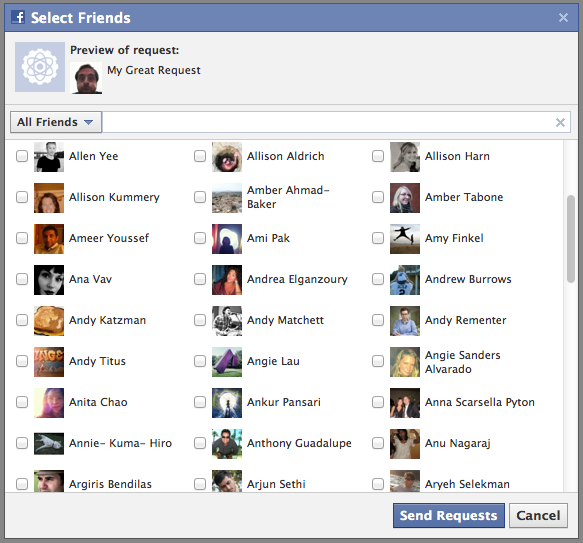 Select Friends
Preview of request:
My Great Request
All Friends
Allen Yee
Allison Aldrich
Allison Harn
Allison Kummery
Amber Ahmad-
Baker
Amber Tabone
Ameer Youssef
Ami Pak
Amy Finkel
Ana Vav
Andrea Elganzoury
Andrew Burrows
Andy Katzman
Andy Matchett
Andy Rementer
Andy Titus
Angie Lau
Angie Sanders
Alvarado
Anita Chao
Ankur Pansari
Anna Scarsella Pyton
Annie- Kuma- Hiro
Anthony Guadalupe
Anu Nagaraj
Argiris Bendilas
Arjun Sethi
Aryeh Selekman
Send Requests
Cancel